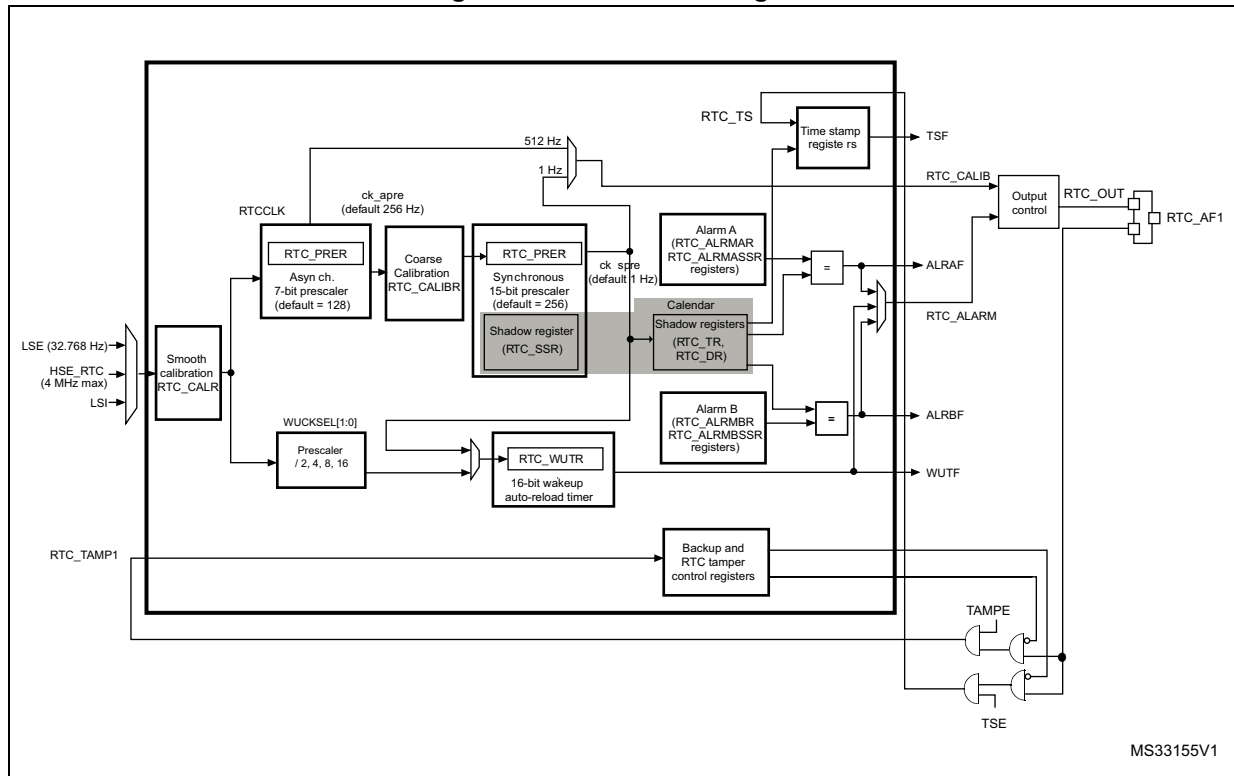 RTC_TS
Time stamp
registe rs
TSF
512 Hz
1 Hz
RTC_CALIB
Output
control
RTC_OUT
RTC_AF1
ck_apre
(default 256 Hz)
RTCCLK
RTC_PRER
Asyn ch.
7-bit prescaler
(default = 128)
Coarse
Calibration
RTC_CALIBR
RTC_PRER
Synchronous
15-bit prescaler
(default = 256)
ck_spre
(default 1 Hz)
Alarm A
(RTC_ALRMAR
RTC_ALRMASSR
registers)
=
ALRAF
RTC_ALARM
Calendar
Shadow register
(RTC_SSR)
Shadow registers
(RTC_TR,
RTC_DR)
LSE (32.768 Hz)
HSE_RTC
(4 MHz max)
LSI
Smooth
calibration
RTC_CALR
Alarm B
(RTC_ALRMBR
RTC_ALRMBSSR
registers)
=
ALRBF
WUCKSEL[1:0]
Prescaler
/ 2, 4, 8, 16
RTC_WUTR
16-bit wakeup
auto-reload timer
WUTF
RTC_TAMP1
Backup and
RTC tamper
control registers
TAMPE
TSE
MS33155V1